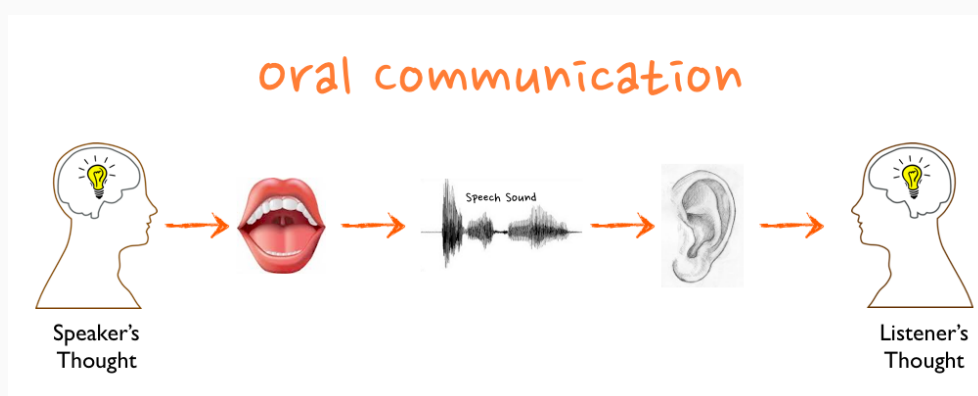 oral communication
Speech Sound
Speaker's
Thought
Listener's
Thought